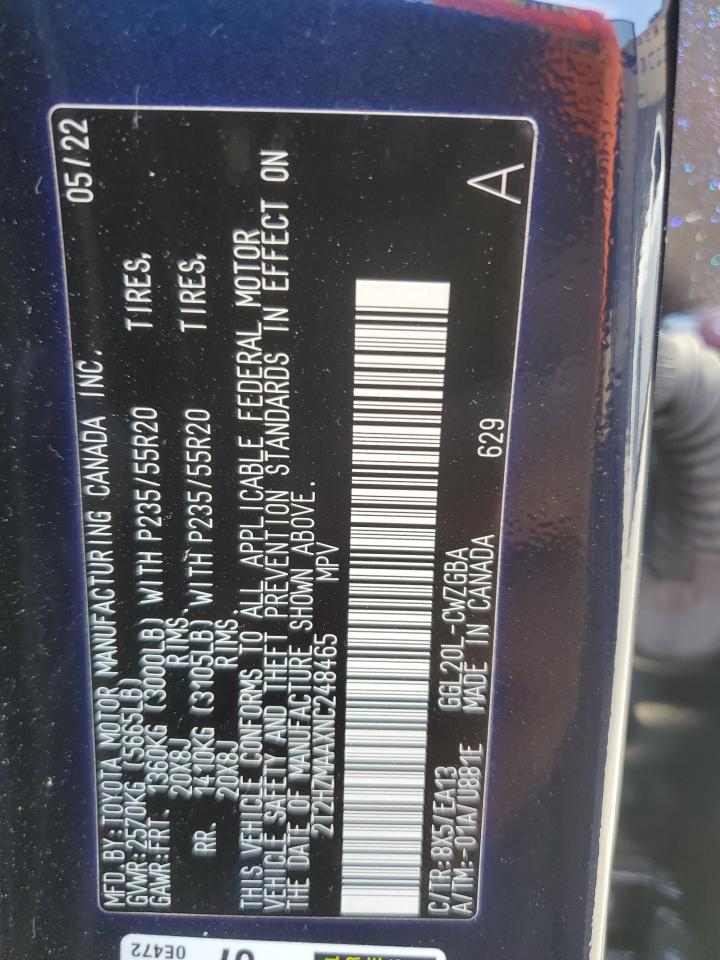 MFD. BY: TOYOTA MOTOR MANUFACTURING CANADA INC. 05/22
GVWR: 2570KG (5665LB)
GAWR: FRT. 1360KG (3000LB) WITH P235/55R20 TIRES,
20X8J RIMS,
RR. 1410KG (3105LB) WITH P235/55R20 TIRES,
20X8J RIMS,
THIS VEHICLE CONFORMS TO ALL APPLICABLE FEDERAL MOTOR
VEHICLE SAFETY AND THEFT PREVENTION STANDARDS IN EFFECT ON
THE DATE OF MANUFACTURE SHOWN ABOVE.
MPV
C/TR: 8X5/EA13 GGL20L-CWZGBA
A/TM: -01A/U881E MADE IN CANADA 629
A
0E472